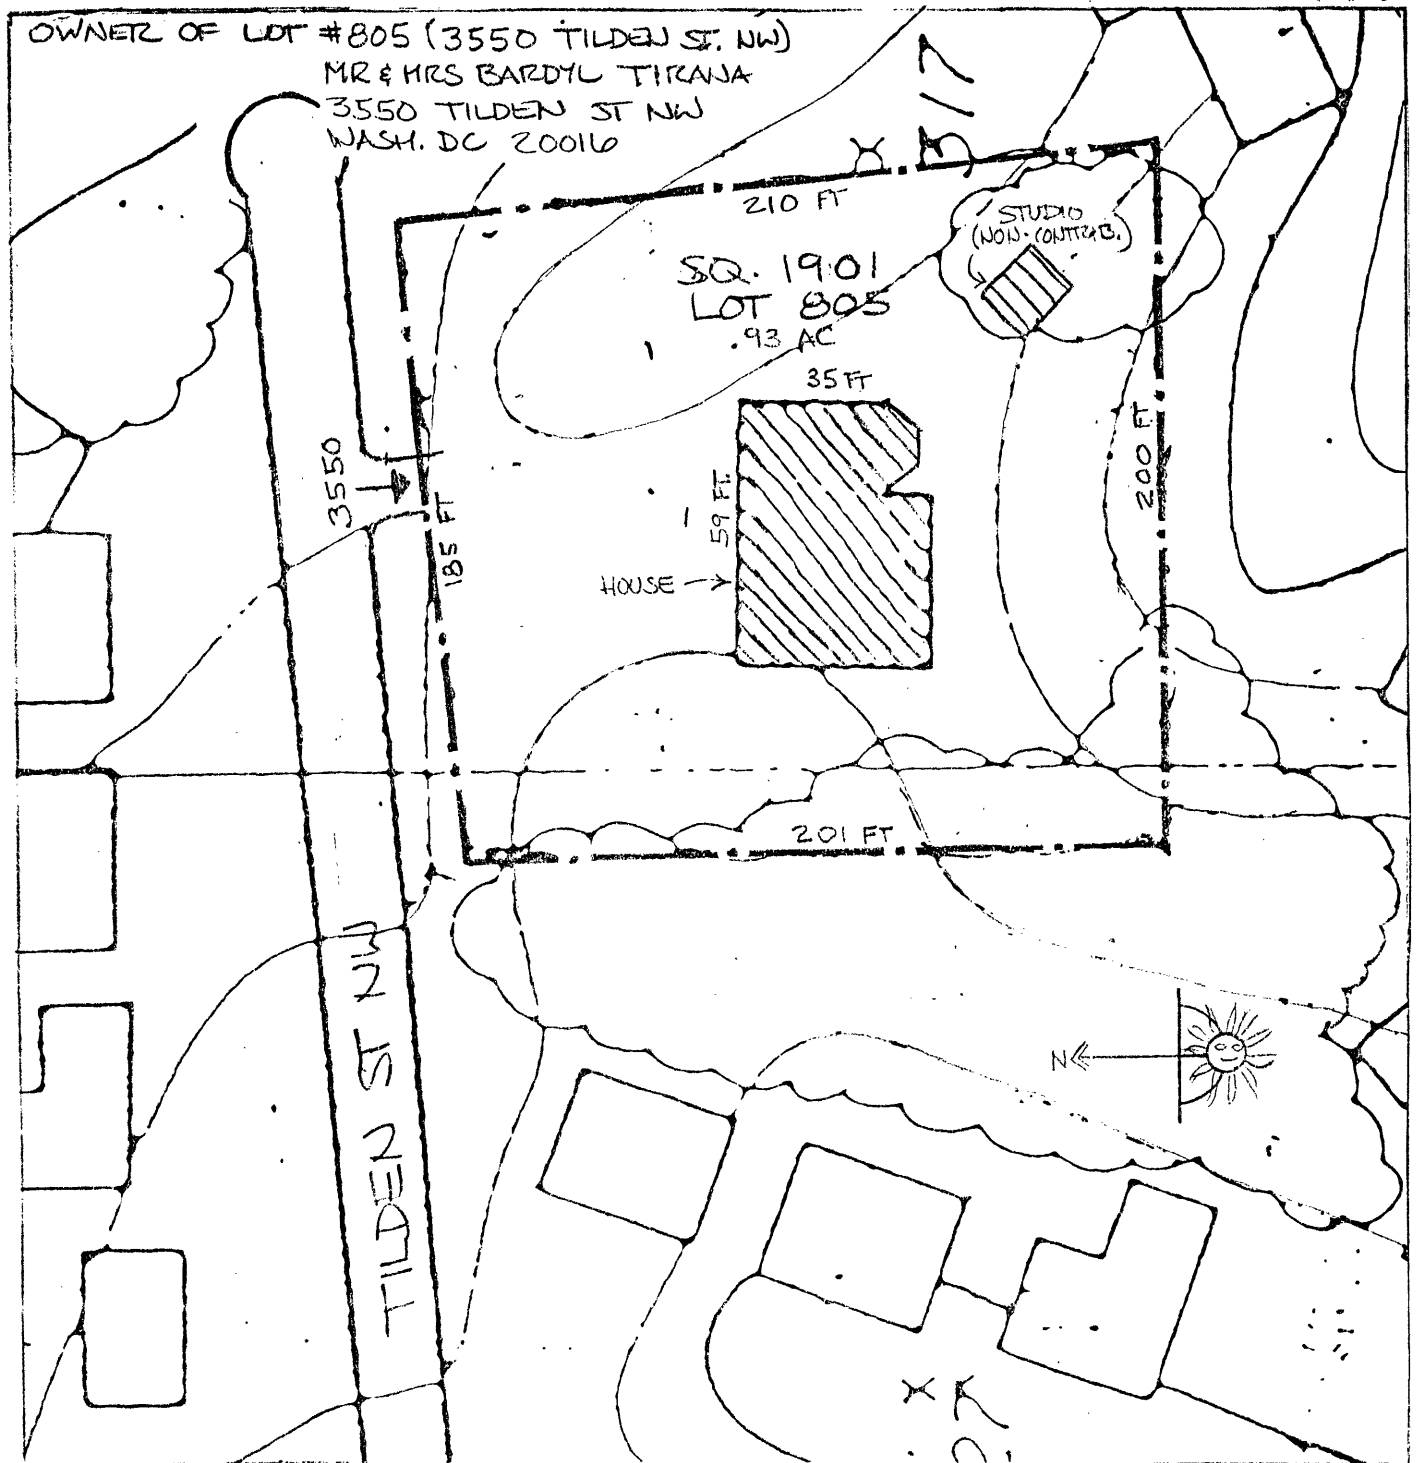 OWNER OF LOT #805 (3550 TILDEN ST. NW)
MR & MRS BARDYL TIRANA
3550 TILDEN ST NW
WASH. DC 20016
X
317
210 FT
STUDIO
(NON-CONTRIB.)
SQ. 1901
LOT 805
.93 AC
35 FT
3550
185 FT
59 FT.
200 FT
HOUSE
201 FT
TILDEN ST NW
N
X